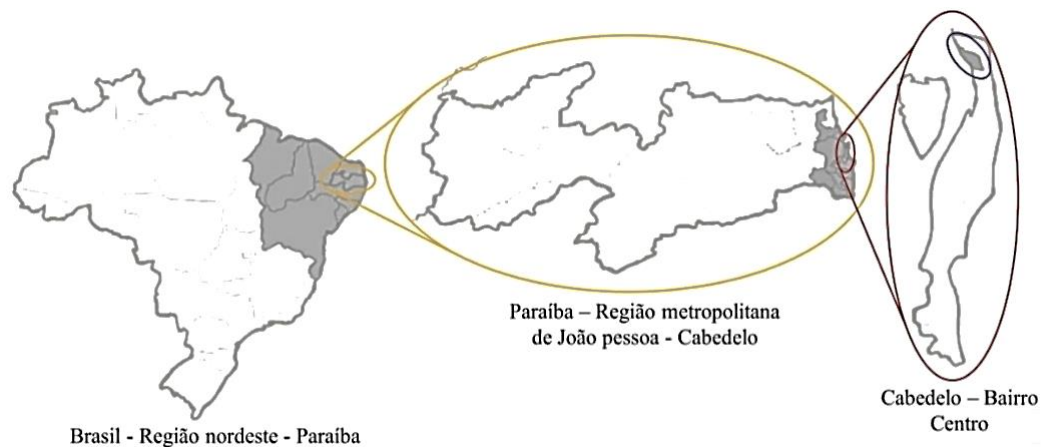 Brasil - Região nordeste - Paraíba
Paraíba – Região metropolitana
de João pessoa - Cabedelo
Cabedelo – Bairro
Centro